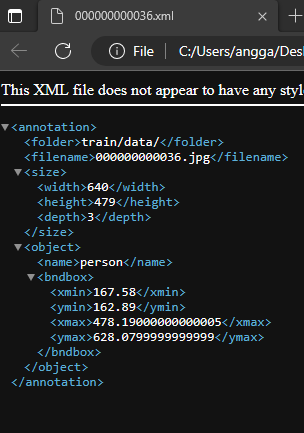 000000000036.xml
File
C:/Users/angga/Des
This XML file does not appear to have any styl
<annotation>
<folder>train/data/</folder>
<filename>000000000036.jpg</filename>
<size>
<width>640</width>
<height>479</height>
<depth>3</depth>
</size>
<object>
<name>person</name>
<bndbox>
<xmin>167.58</xmin>
<ymin>162.89</ymin>
<xmax>478.19000000000005</xmax>
<ymax>628.0799999999999</ymax>
</bndbox>
</object>
</annotation>